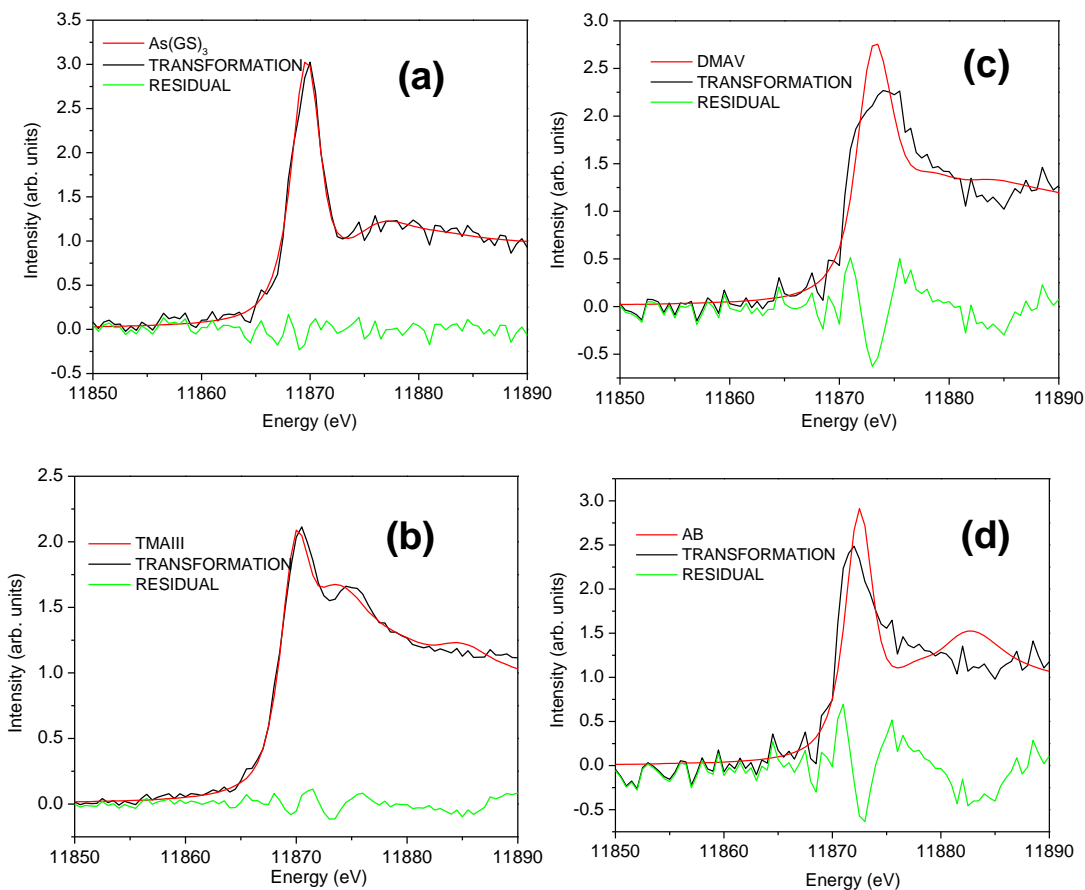 (a)
As(GS)3
TRANSFORMATION
RESIDUAL
3.5
3.0
2.5
2.0
1.5
1.0
0.5
0.0
-0.5
Intensity (arb. units)
11850 11860 11870 11880 11890
Energy (eV)
(c)
DMAV
TRANSFORMATION
RESIDUAL
3.0
2.5
2.0
1.5
1.0
0.5
0.0
-0.5
Intensity (arb. units)
11850 11860 11870 11880 11890
Energy (eV)
(b)
TMAIII
TRANSFORMATION
RESIDUAL
2.5
2.0
1.5
1.0
0.5
0.0
Intensity (arb. units)
11850 11860 11870 11880 11890
Energy (eV)
(d)
AB
TRANSFORMATION
RESIDUAL
3.0
2.5
2.0
1.5
1.0
0.5
0.0
-0.5
Intensity (arb. units)
11850 11860 11870 11880 11890
Energy (eV)